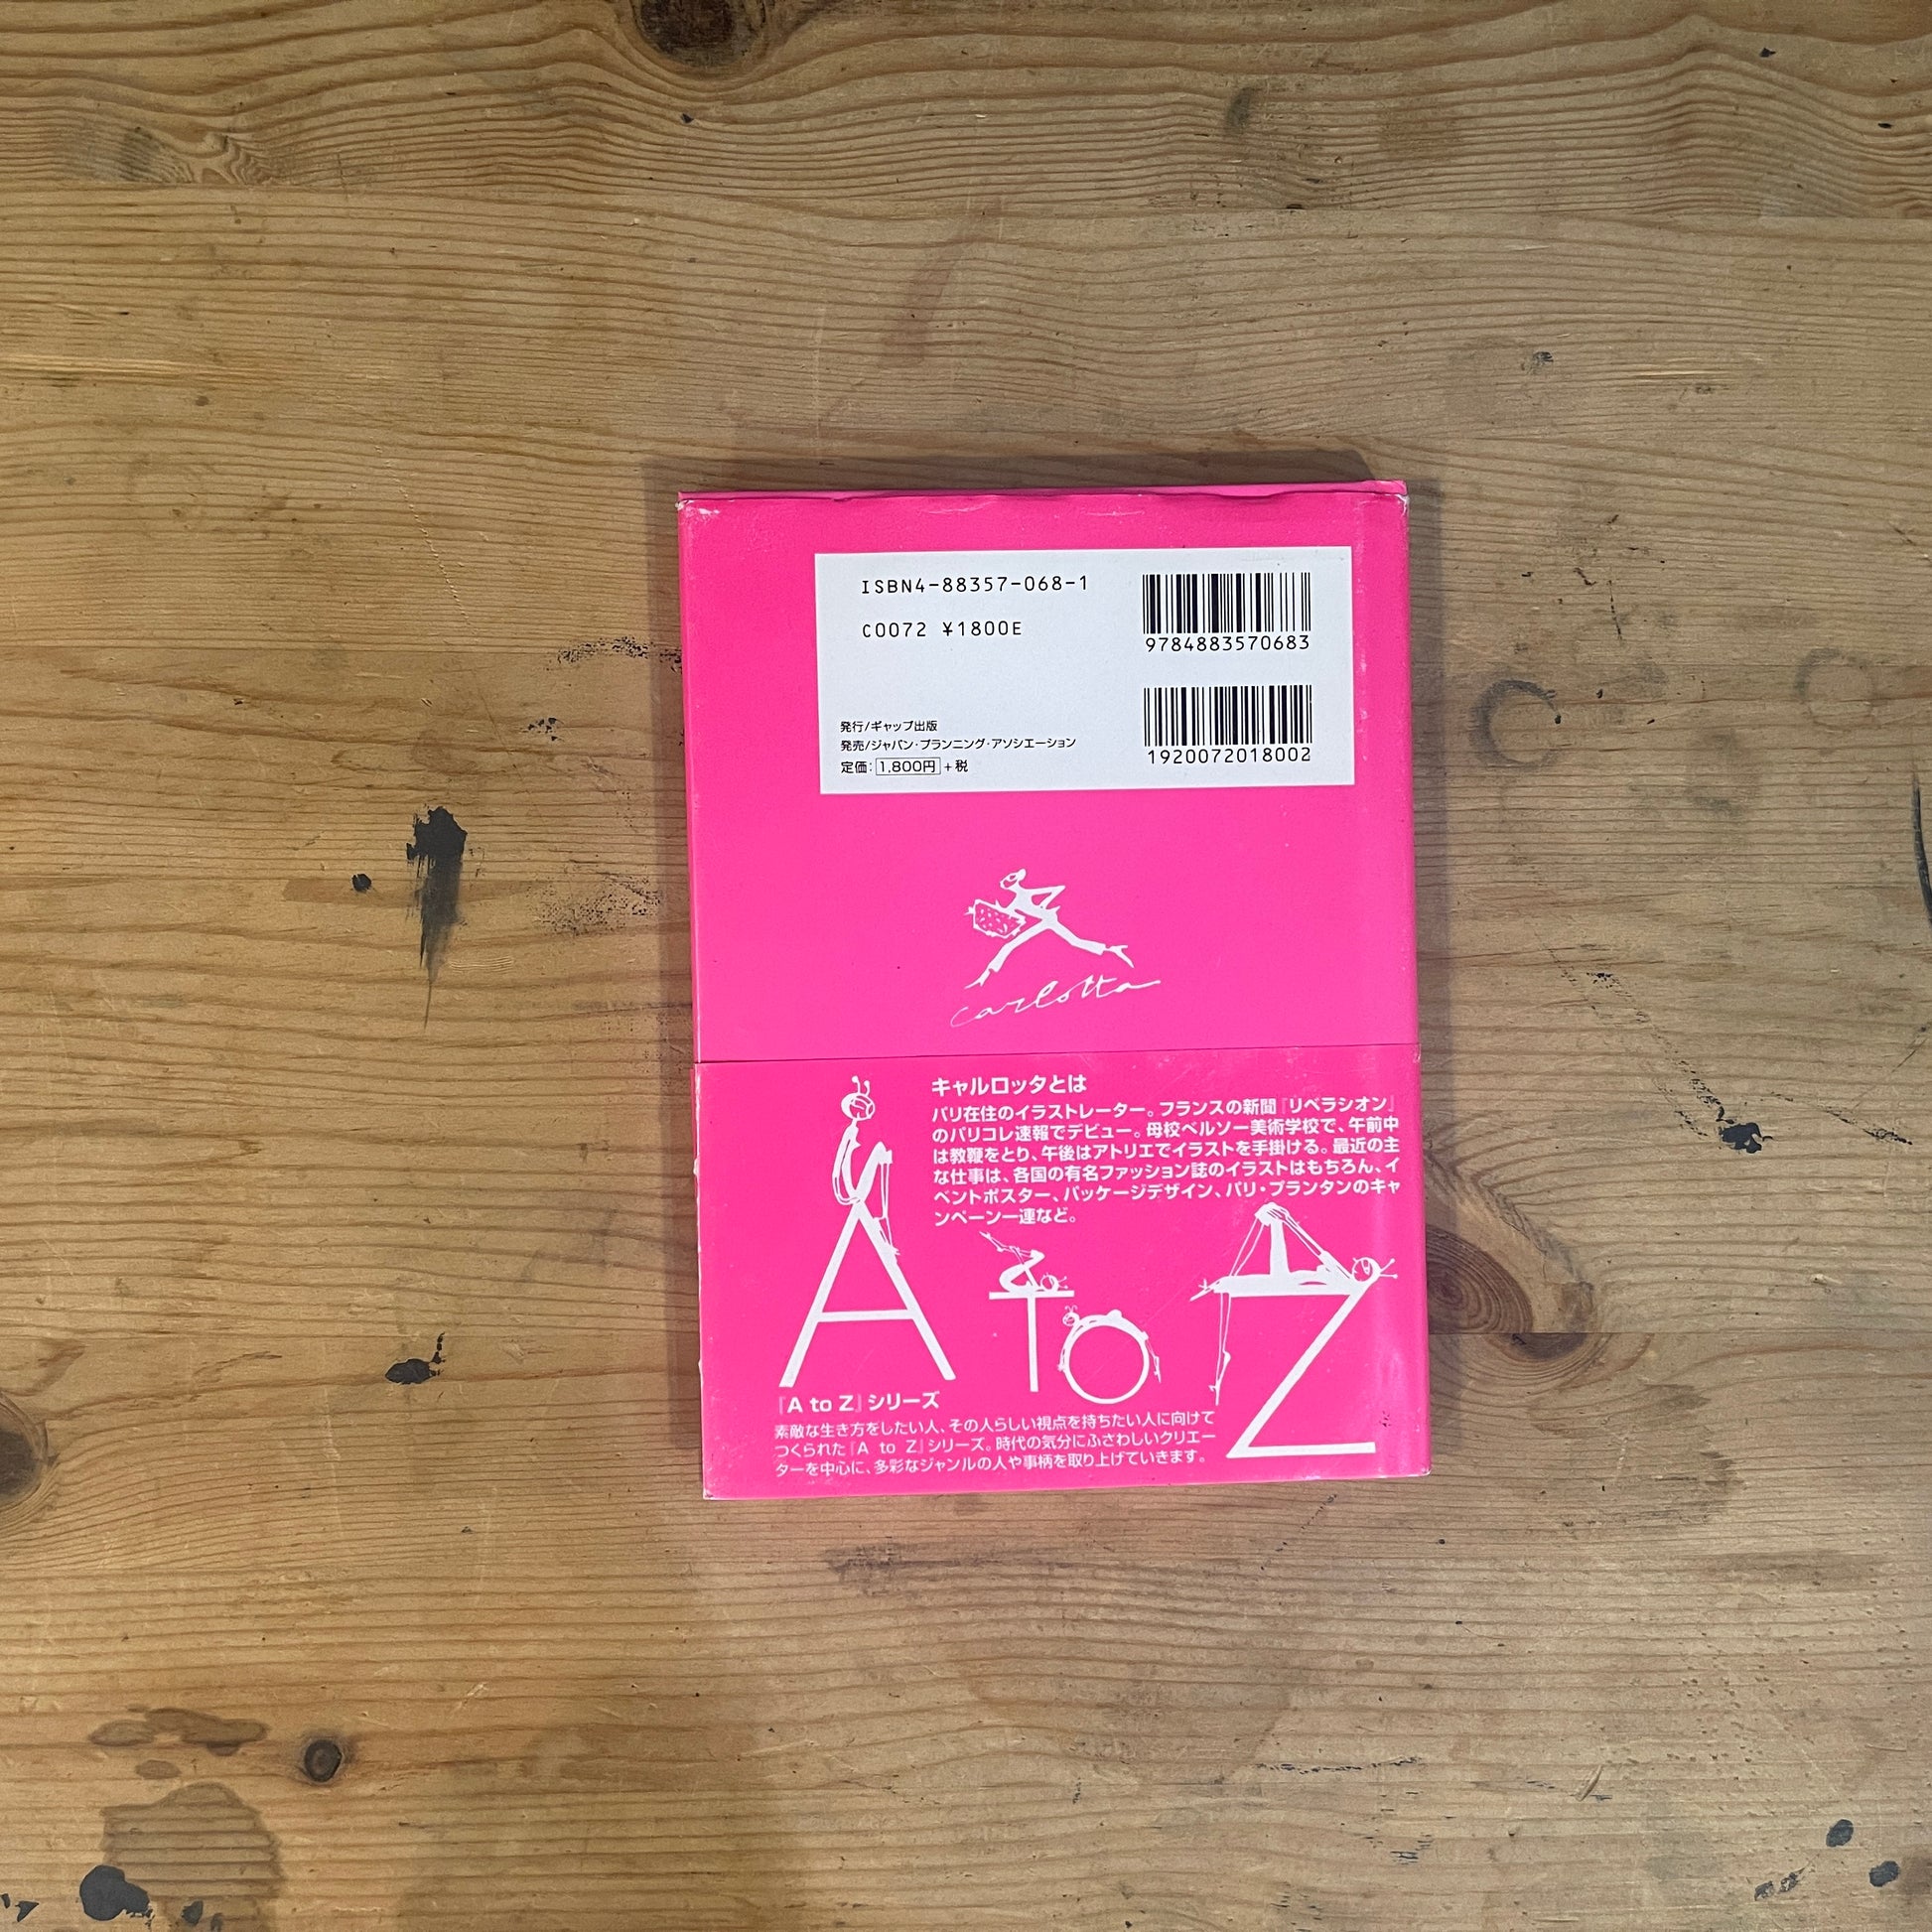 ISBN4-88357-068-1
C0072 ¥1800E
9784883570683
発行/ギャップ出版
発売/ジャパン・プランニング・アソシエーション
定価: 1,800円 +税
1920072018002
carlotta
キャルロッタとは
パリ在住のイラストレーター。フランスの新聞『リベラシオン』
のパリコレ速報でデビュー。母校ペルソー美術学校で、午前中
は教鞭をとり、午後はアトリエでイラストを手掛ける。最近の主
な仕事は、各国の有名ファッション誌のイラストはもちろん、イ
ベントポスター、パッケージデザイン、パリ・プランタンのキャ
ンペーン一連など。
A To Z
『A to Z』シリーズ
素敵な生き方をしたい人、その人らしい視点を持ちたい人に向けて
つくられた『A to Z』シリーズ。時代の気分にふさわしいクリエー
ターを中心に、多彩なジャンルの人や事柄を取り上げていきます。